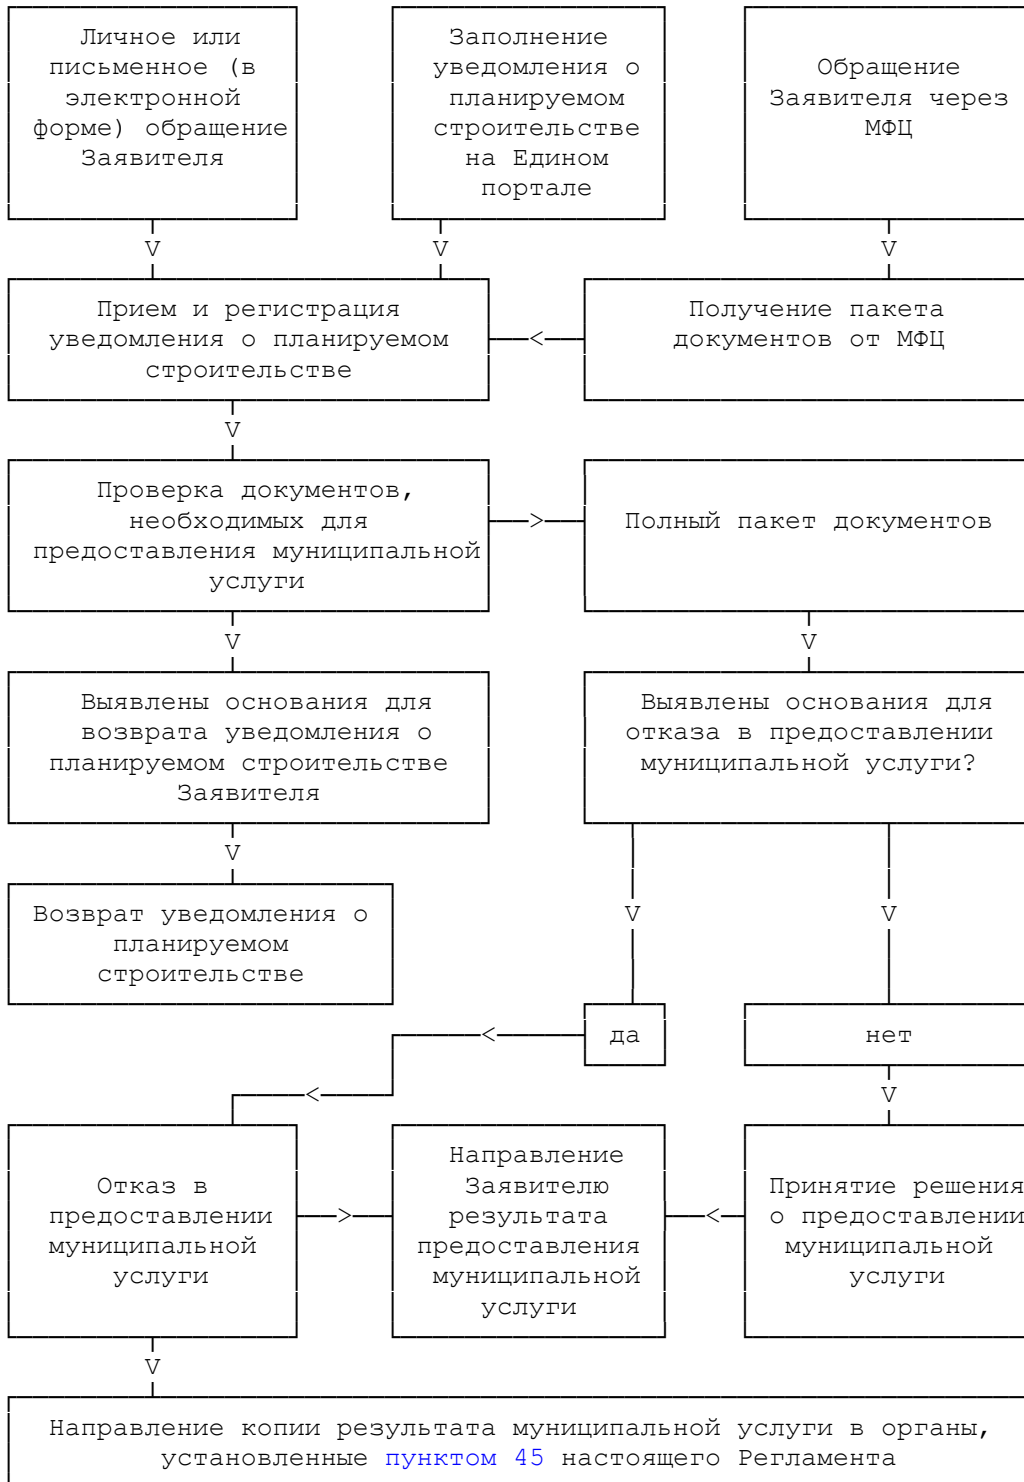 Личное или
письменное (в
электронной
форме) обращение
Заявителя
Заполнение
уведомления о
планируемом
строительстве
на Едином
портале
Обращение
Заявителя через
МФЦ
V
V
V
Прием и регистрация
уведомления о планируемом
строительстве
<
Получение пакета
документов от МФЦ
V
Проверка документов,
необходимых для
предоставления муниципальной
услуги
>
Полный пакет документов
V
V
Выявлены основания для
возврата уведомления о
планируемом строительстве
Заявителя
Выявлены основания для
отказа в предоставлении
муниципальной услуги?
V
Возврат уведомления о
планируемом
строительстве
V
V
<
да
нет
<
V
Отказ в
предоставлении
муниципальной
услуги
>
Направление
Заявителю
результата
предоставления
муниципальной
услуги
<
Принятие решения
о предоставлении
муниципальной
услуги
V
Направление копии результата муниципальной услуги в органы,
установленные пунктом 45 настоящего Регламента